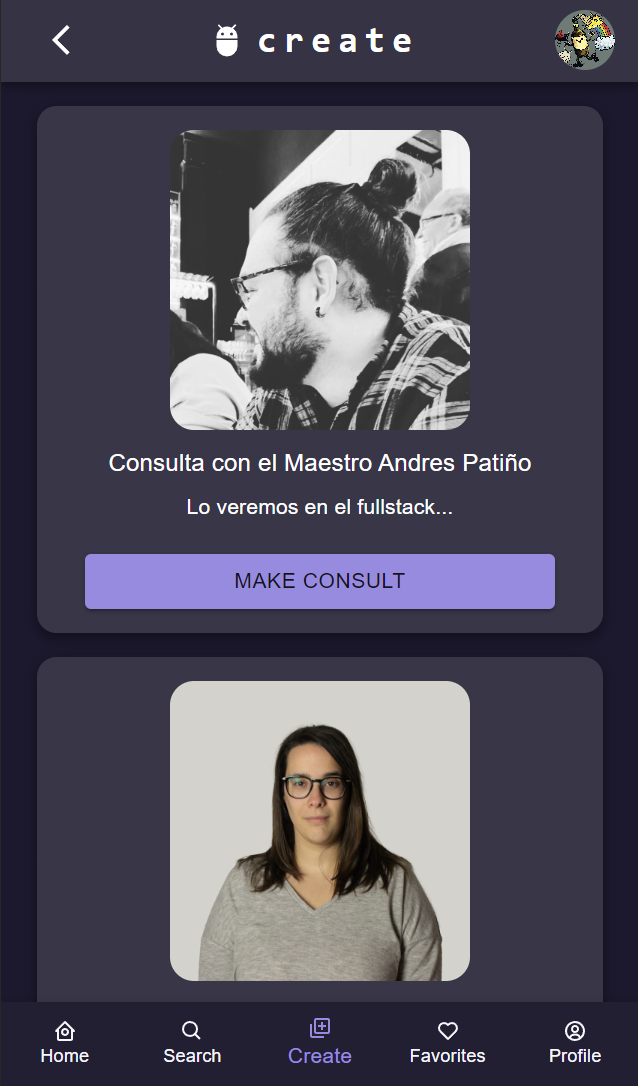 create
Consulta con el Maestro Andres Patiño
Lo veremos en el fullstack...
MAKE CONSULT
Home
Search
Create
Favorites
Profile